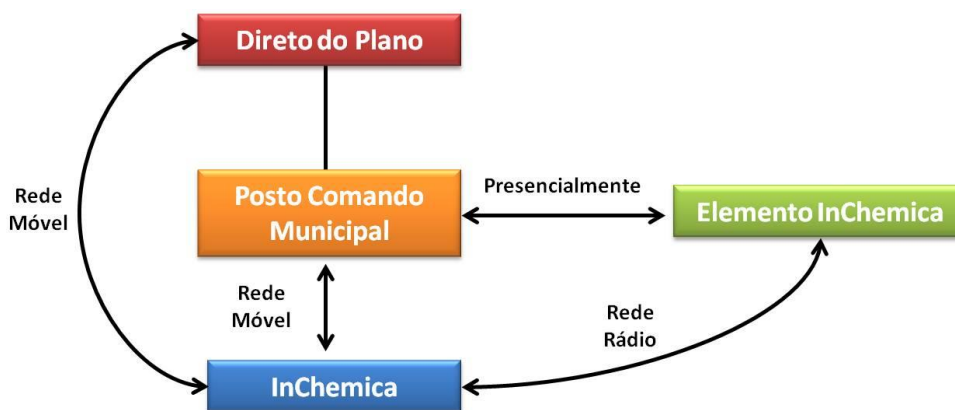 Direto do Plano
Rede
Móvel
Posto Comando
Municipal
Presencialmente
Elemento InChemica
Rede
Móvel
Rede
Rádio
InChemica